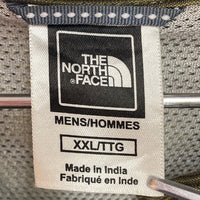 THE
NORTH
FACE
MENS/HOMMES
XXL/TTG
Made in India
Fabriqué en Inde